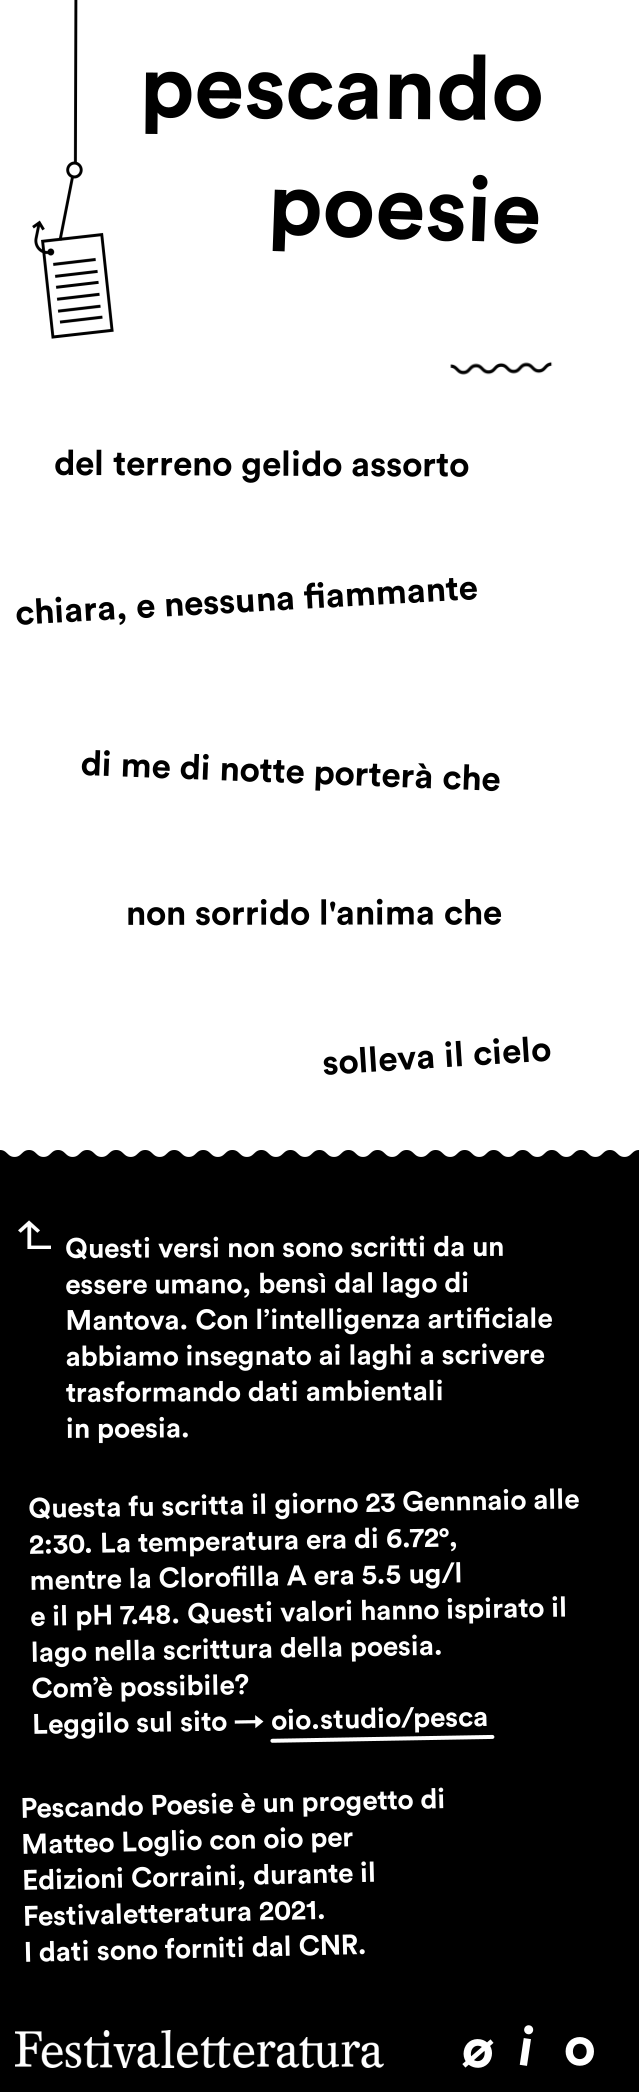 pescando
poesie
del terreno gelido assorto
chiara, e nessuna fiammante
di me di notte porterà che
non sorrido l'anima che
solleva il cielo
Questi versi non sono scritti da un
essere umano, bensì dal lago di
Mantova. Con l’intelligenza artificiale
abbiamo insegnato ai laghi a scrivere
trasformando dati ambientali
in poesia.
Questa fu scritta il giorno 23 Gennnaio alle
2:30. La temperatura era di 6.72°,
mentre la Clorofilla A era 5.5 ug/l
e il pH 7.48. Questi valori hanno ispirato il
lago nella scrittura della poesia.
Com’è possibile?
Leggilo sul sito → oio.studio/pesca
Pescando Poesie è un progetto di
Matteo Loglio con oio per
Edizioni Corraini, durante il
Festivaletteratura 2021.
I dati sono forniti dal CNR.
Festivaletteratura ø i o